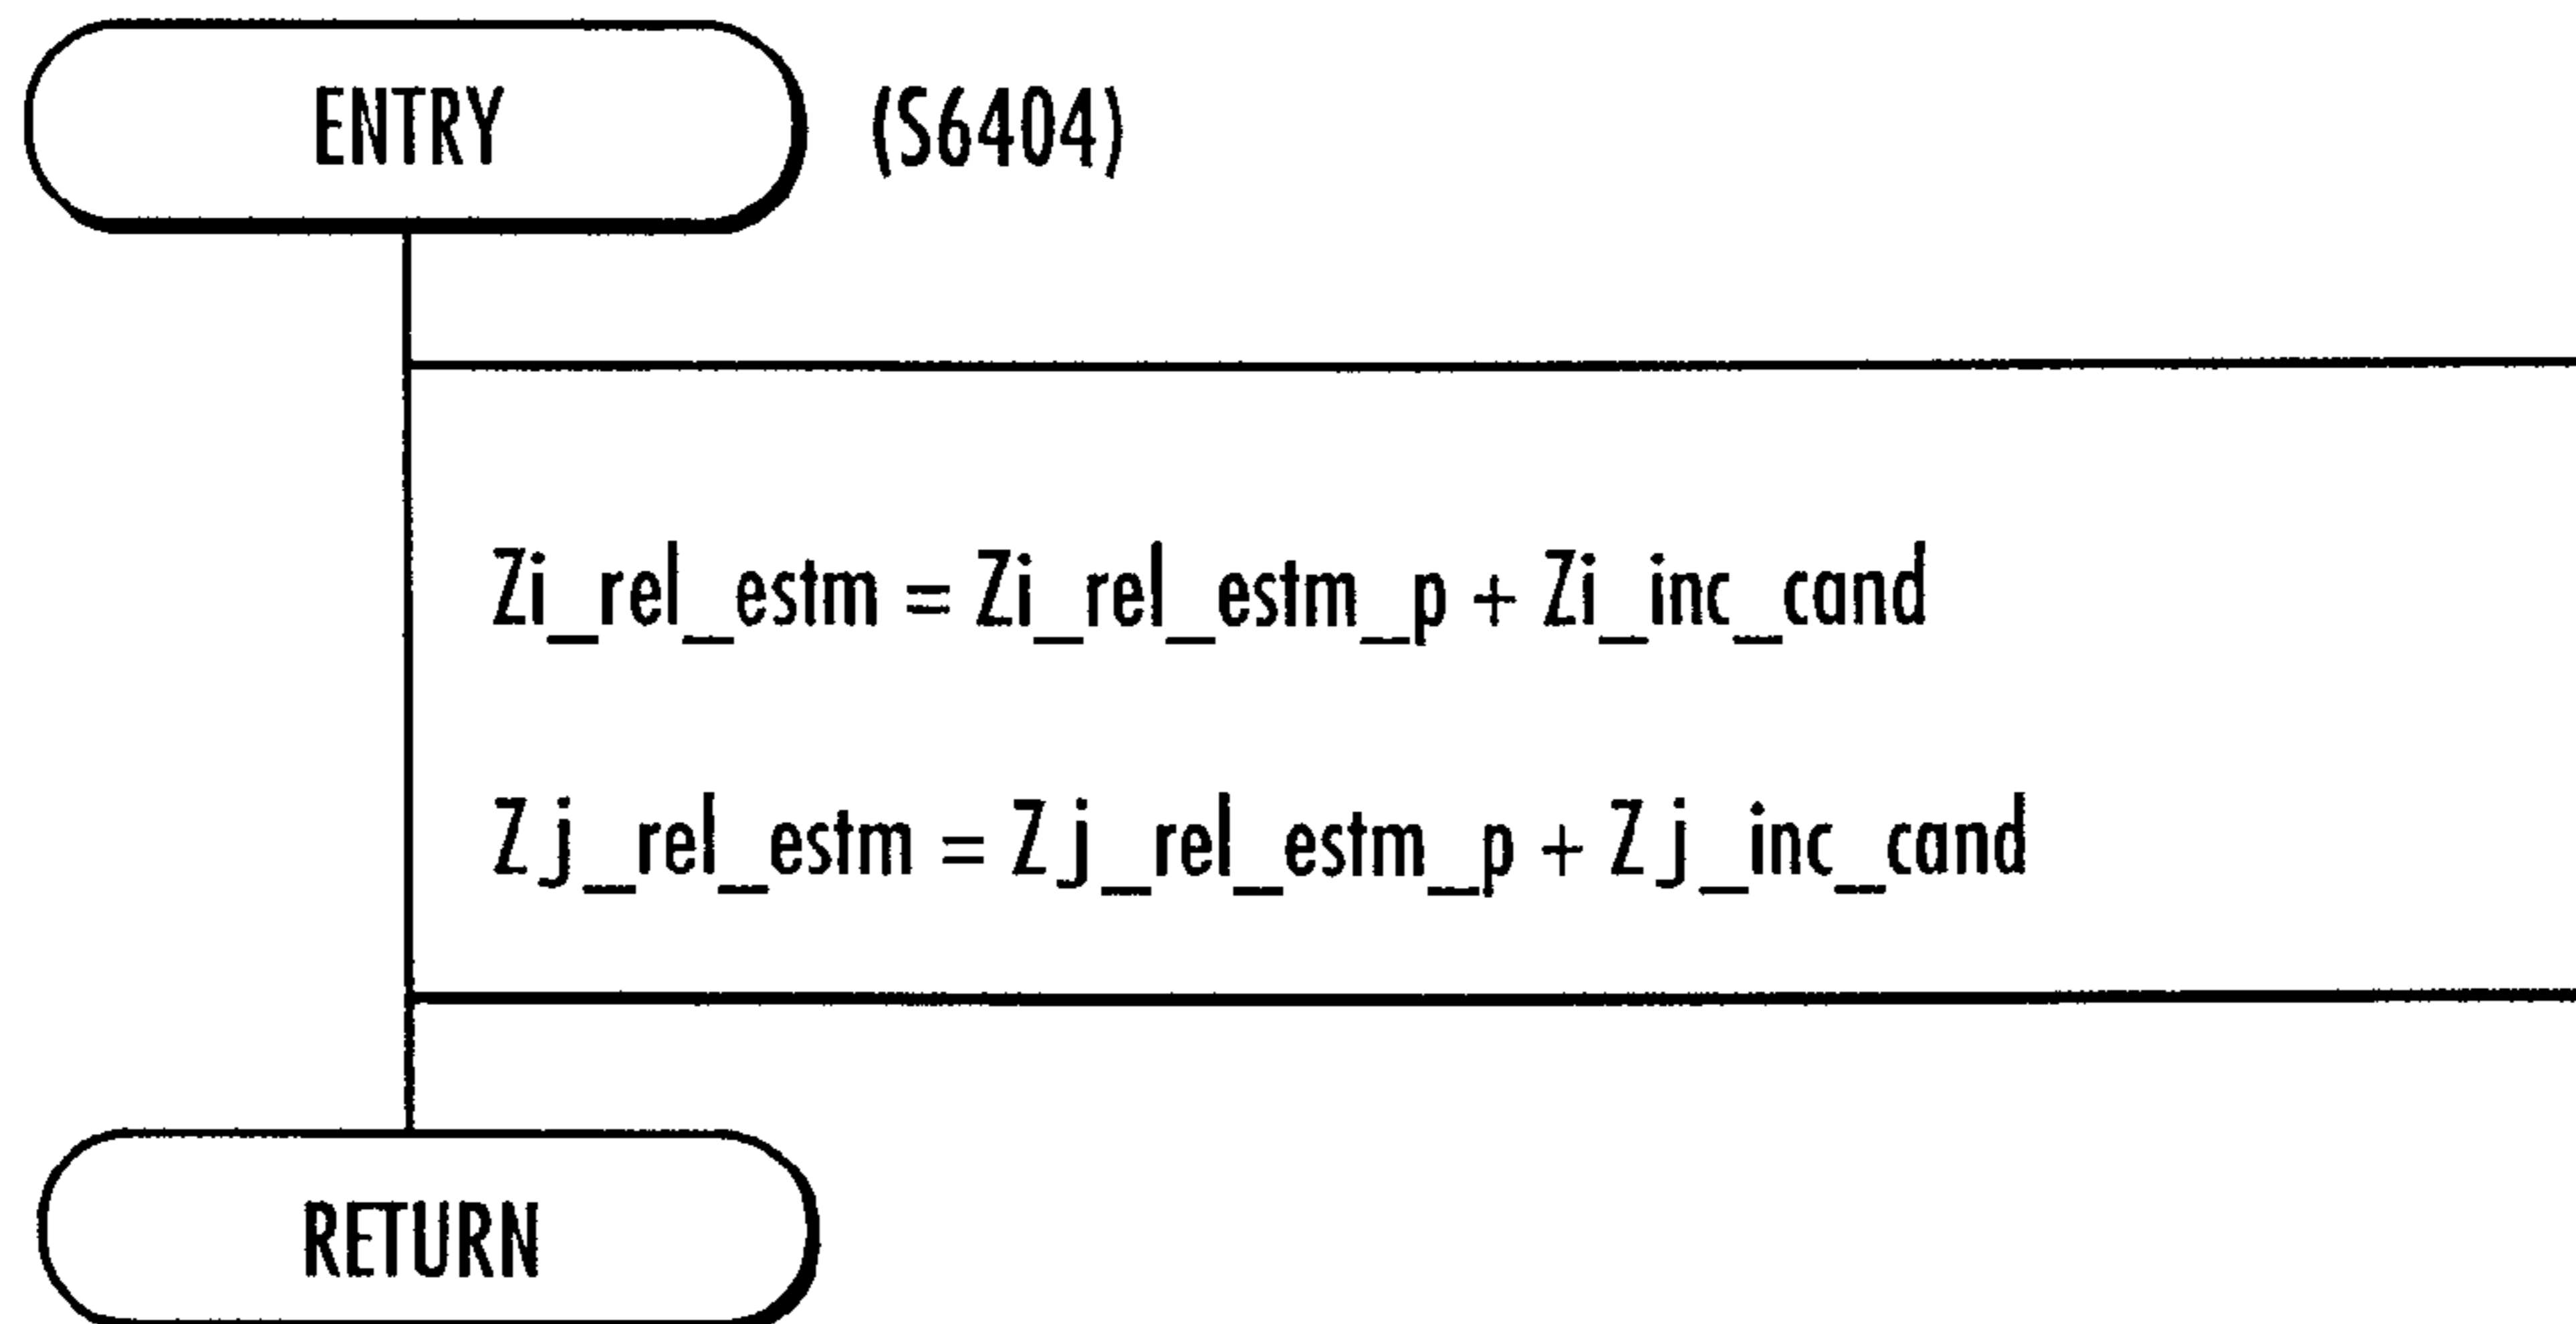 ENTRY (S6404)
Zi_rel_estm = Zi_rel_estm_p + Zi_inc_cand
Zj_rel_estm = Zj_rel_estm_p + Zj_inc_cand
RETURN